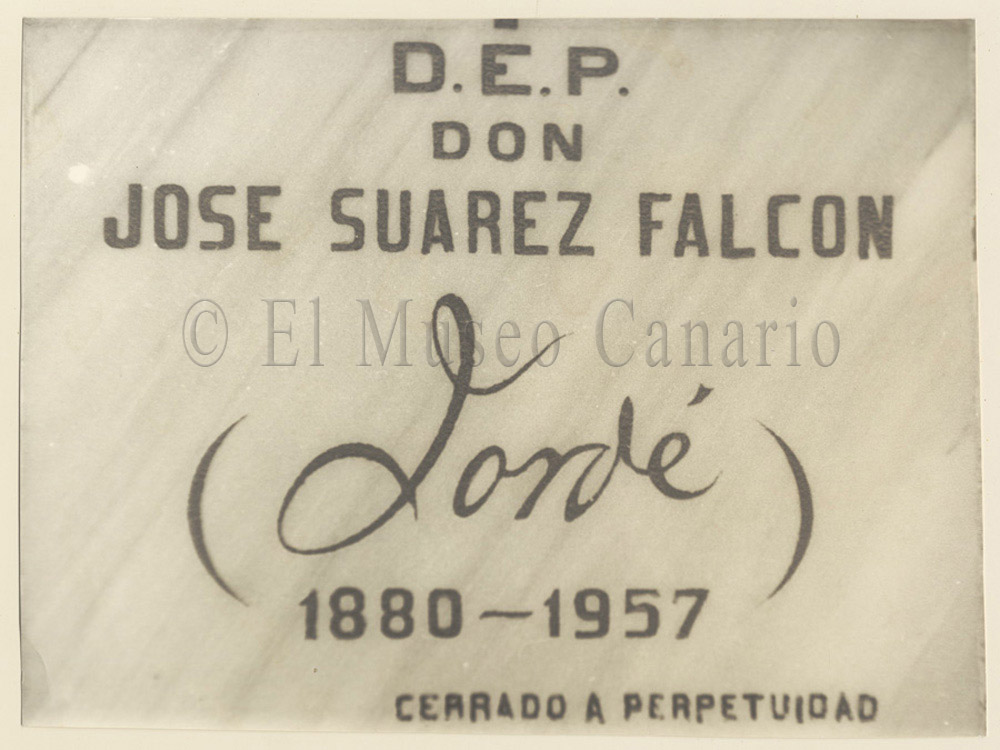 D.E.P.
DON
JOSE SUAREZ FALCON
© El Museo Canario
(Jordé)
1880—1957
CERRADO A PERPETUIDAD